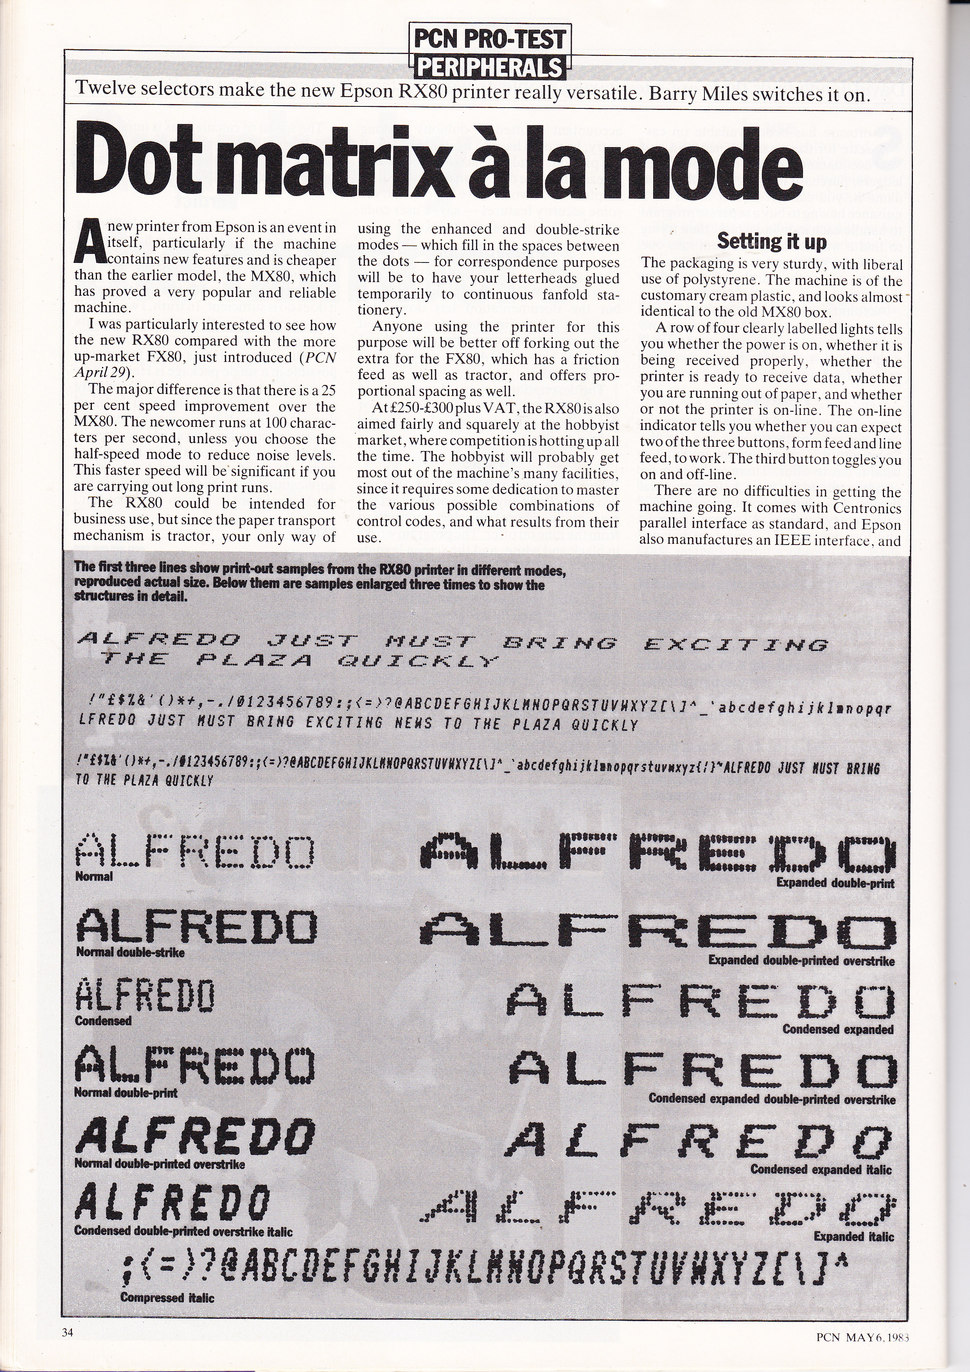 PCN PRO-TEST
PERIPHERALS
Twelve selectors make the new Epson RX80 printer really versatile. Barry Miles switches it on.
Dot matrix à la mode
A new printer from Epson is an event in
itself, particularly if the machine
contains new features and is cheaper
than the earlier model, the MX80, which
has proved a very popular and reliable
machine.
I was particularly interested to see how
the new RX80 compared with the more
up-market FX80, just introduced (PCN
April 29).
The major difference is that there is a 25
per cent speed improvement over the
MX80. The newcomer runs at 100 charac-
ters per second, unless you choose the
half-speed mode to reduce noise levels.
This faster speed will be significant if you
are carrying out long print runs.
The RX80 could be intended for
business use, but since the paper transport
mechanism is tractor, your only way of
using the enhanced and double-strike
modes — which fill in the spaces between
the dots — for correspondence purposes
will be to have your letterheads glued
temporarily to continuous fanfold sta-
tionery.
Anyone using the printer for this
purpose will be better off forking out the
extra for the FX80, which has a friction
feed as well as tractor, and offers pro-
portional spacing as well.
At £250-£300 plus VAT, the RX80 is also
aimed fairly and squarely at the hobbyist
market, where competition is hotting up all
the time. The hobbyist will probably get
most out of the machine's many facilities,
since it requires some dedication to master
the various possible combinations of
control codes, and what results from their
use.
Setting it up
The packaging is very sturdy, with liberal
use of polystyrene. The machine is of the
customary cream plastic, and looks almost
identical to the old MX80 box.
A row of four clearly labelled lights tells
you whether the power is on, whether it is
being received properly, whether the
printer is ready to receive data, whether
you are running out of paper, and whether
or not the printer is on-line. The on-line
indicator tells you whether you can expect
two of the three buttons, form feed and line
feed, to work. The third button toggles you
on and off-line.
There are no difficulties in getting the
machine going. It comes with Centronics
parallel interface as standard, and Epson
also manufactures an IEEE interface, and
The first three lines show print-out samples from the RX80 printer in different modes,
reproduced actual size. Below them are samples enlarged three times to show the
structures in detail.
ALFREDO JUST MUST BRING EXCITING
THE PLAZA QUICKLY
!"£$%&'()*+,-./0123456789:;<=>?@ABCDEFGHIJKLMNOPQRSTUVWXYZ[\]^_`abcdefghijklmnopqr
LFREDO JUST MUST BRING EXCITING NEWS TO THE PLAZA QUICKLY
!"£$%&'()*+,-./0123456789:;<=>?@ABCDEFGHIJKLMNOPQRSTUVWXYZ[\]^_`abcdefghijklmnopqrstuvwxyz{|}~ALFREDO JUST MUST BRING
TO THE PLAZA QUICKLY
ALFREDO
Normal
ALFREDO
Expanded double-print
ALFREDO
Normal double-strike
ALFREDO
Expanded double-printed overstrike
ALFREDO
Condensed
ALFREDO
Condensed expanded
ALFREDO
Normal double-print
ALFREDO
Condensed expanded double-printed overstrike
ALFREDO
Normal double-printed overstrike
ALFREDO
Condensed expanded italic
ALFREDO
Condensed double-printed overstrike italic
ALFREDO
Expanded italic
;<=>?@ABCDEFGHIJKLMNOPQRSTUVWXYZ[\]^
Compressed italic
34
PCN MAY 6, 1983